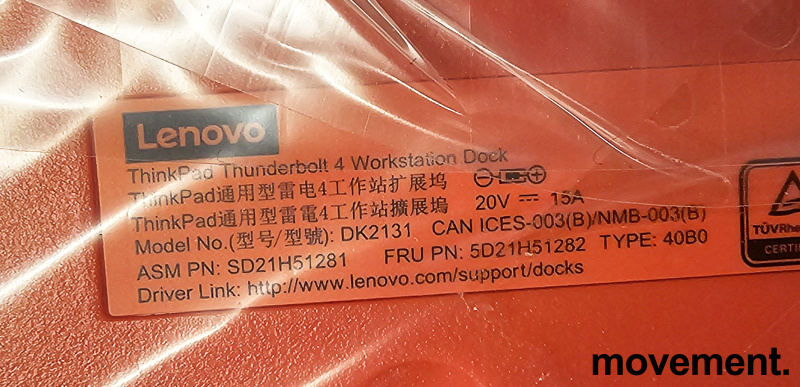 Lenovo
ThinkPad Thunderbolt 4 Workstation Dock
ThinkPad通用型雷电4工作站扩展坞
ThinkPad通用型雷電4工作站擴展塢
20V ⎓ 15A
Model No.(型号/型號): DK2131 CAN ICES-003(B)/NMB-003(B)
ASM PN: SD21H51281 FRU PN: 5D21H51282 TYPE: 40B0
Driver Link: http://www.lenovo.com/support/docks
TÜVRhe
CERTI
movement.